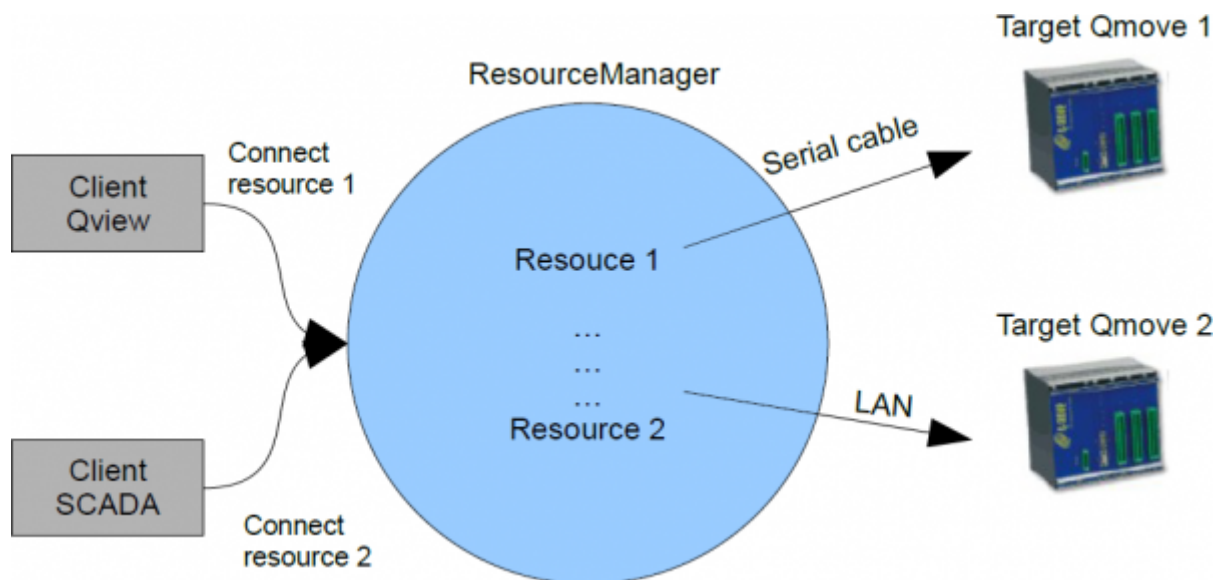 Target Qmove 1
ResourceManager
Serial cable
Connect
resource 1
Client
Qview
Resouce 1
...
...
...
Resource 2
Target Qmove 2
LAN
Client
SCADA
Connect
resource 2